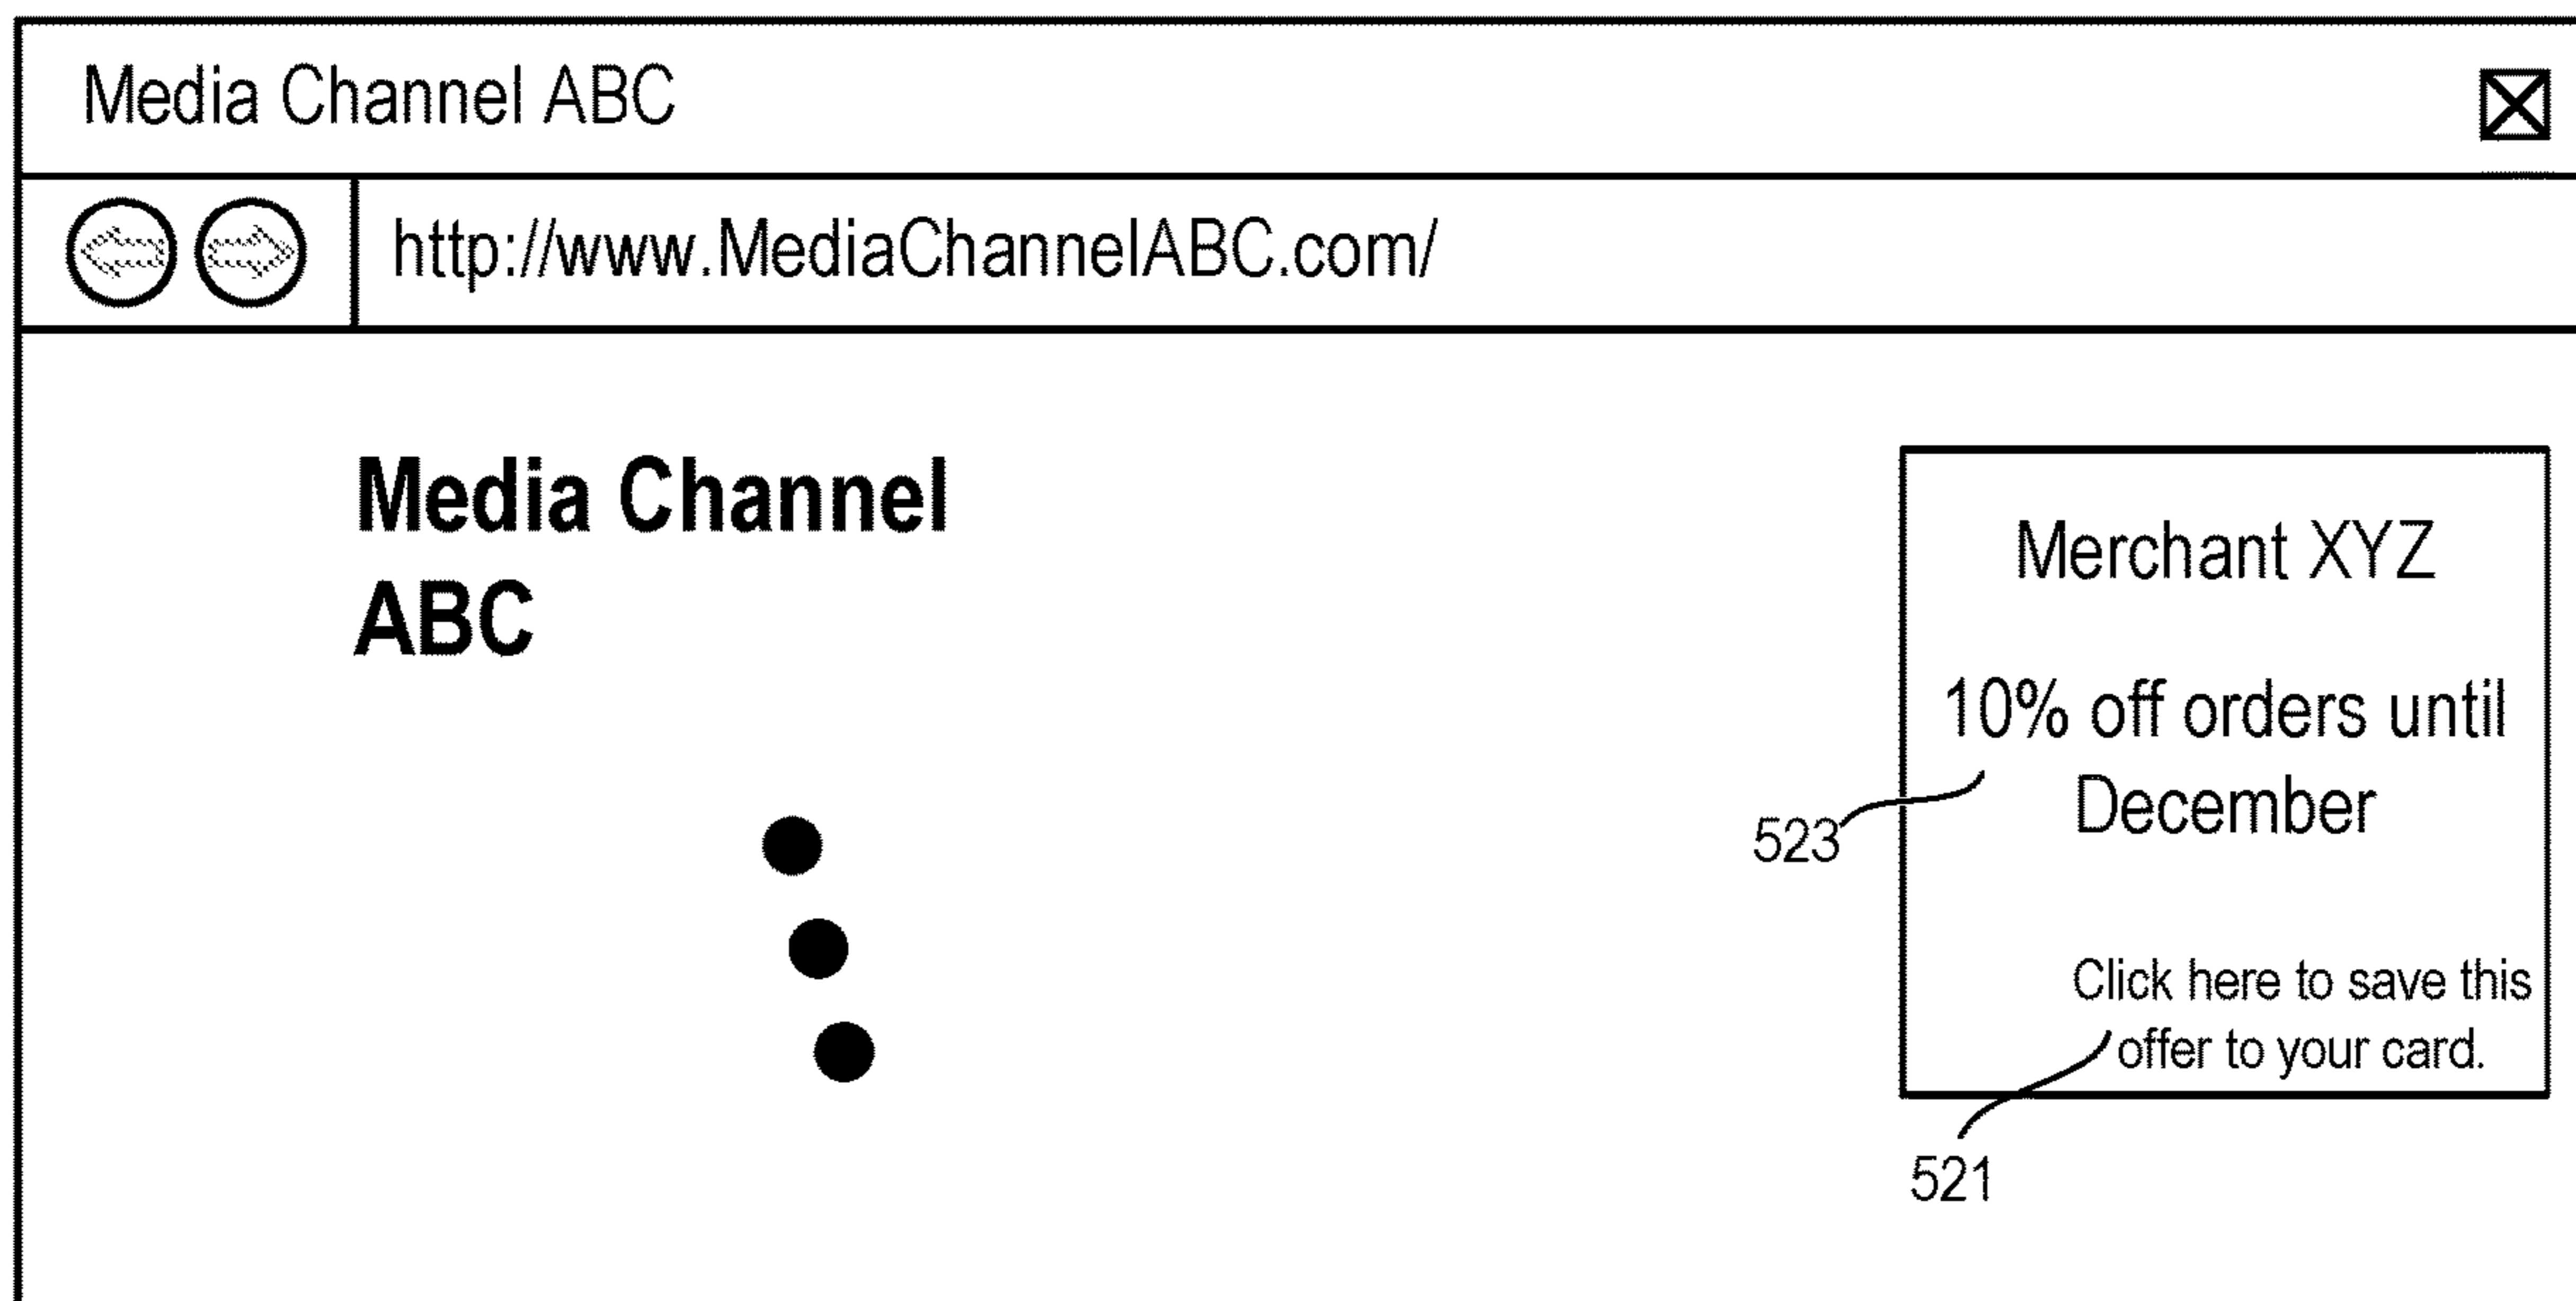 Media Channel ABC
http://www.MediaChannelABC.com/
Media Channel
ABC
Merchant XYZ
10% off orders until
December
523
Click here to save this
offer to your card.
521